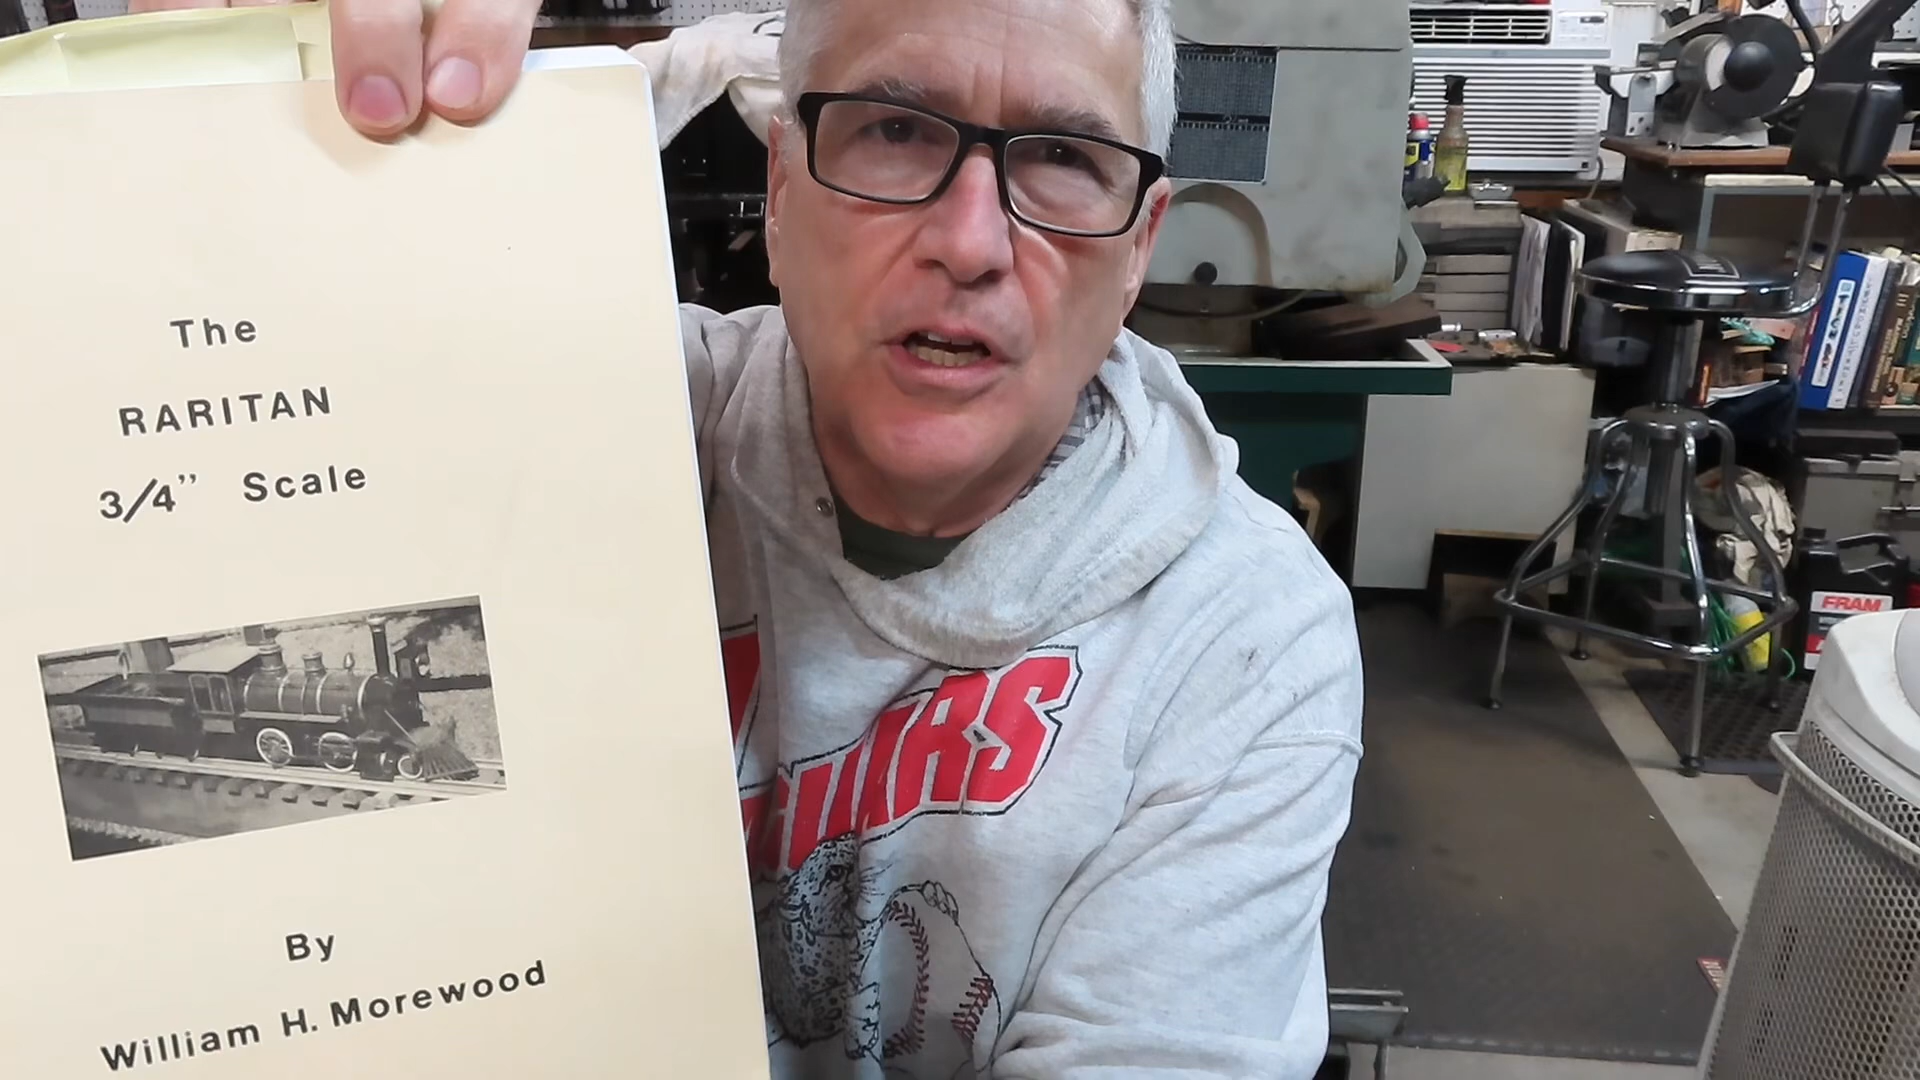 The
RARITAN
3/4" Scale
By
William H. Morewood
FRAM